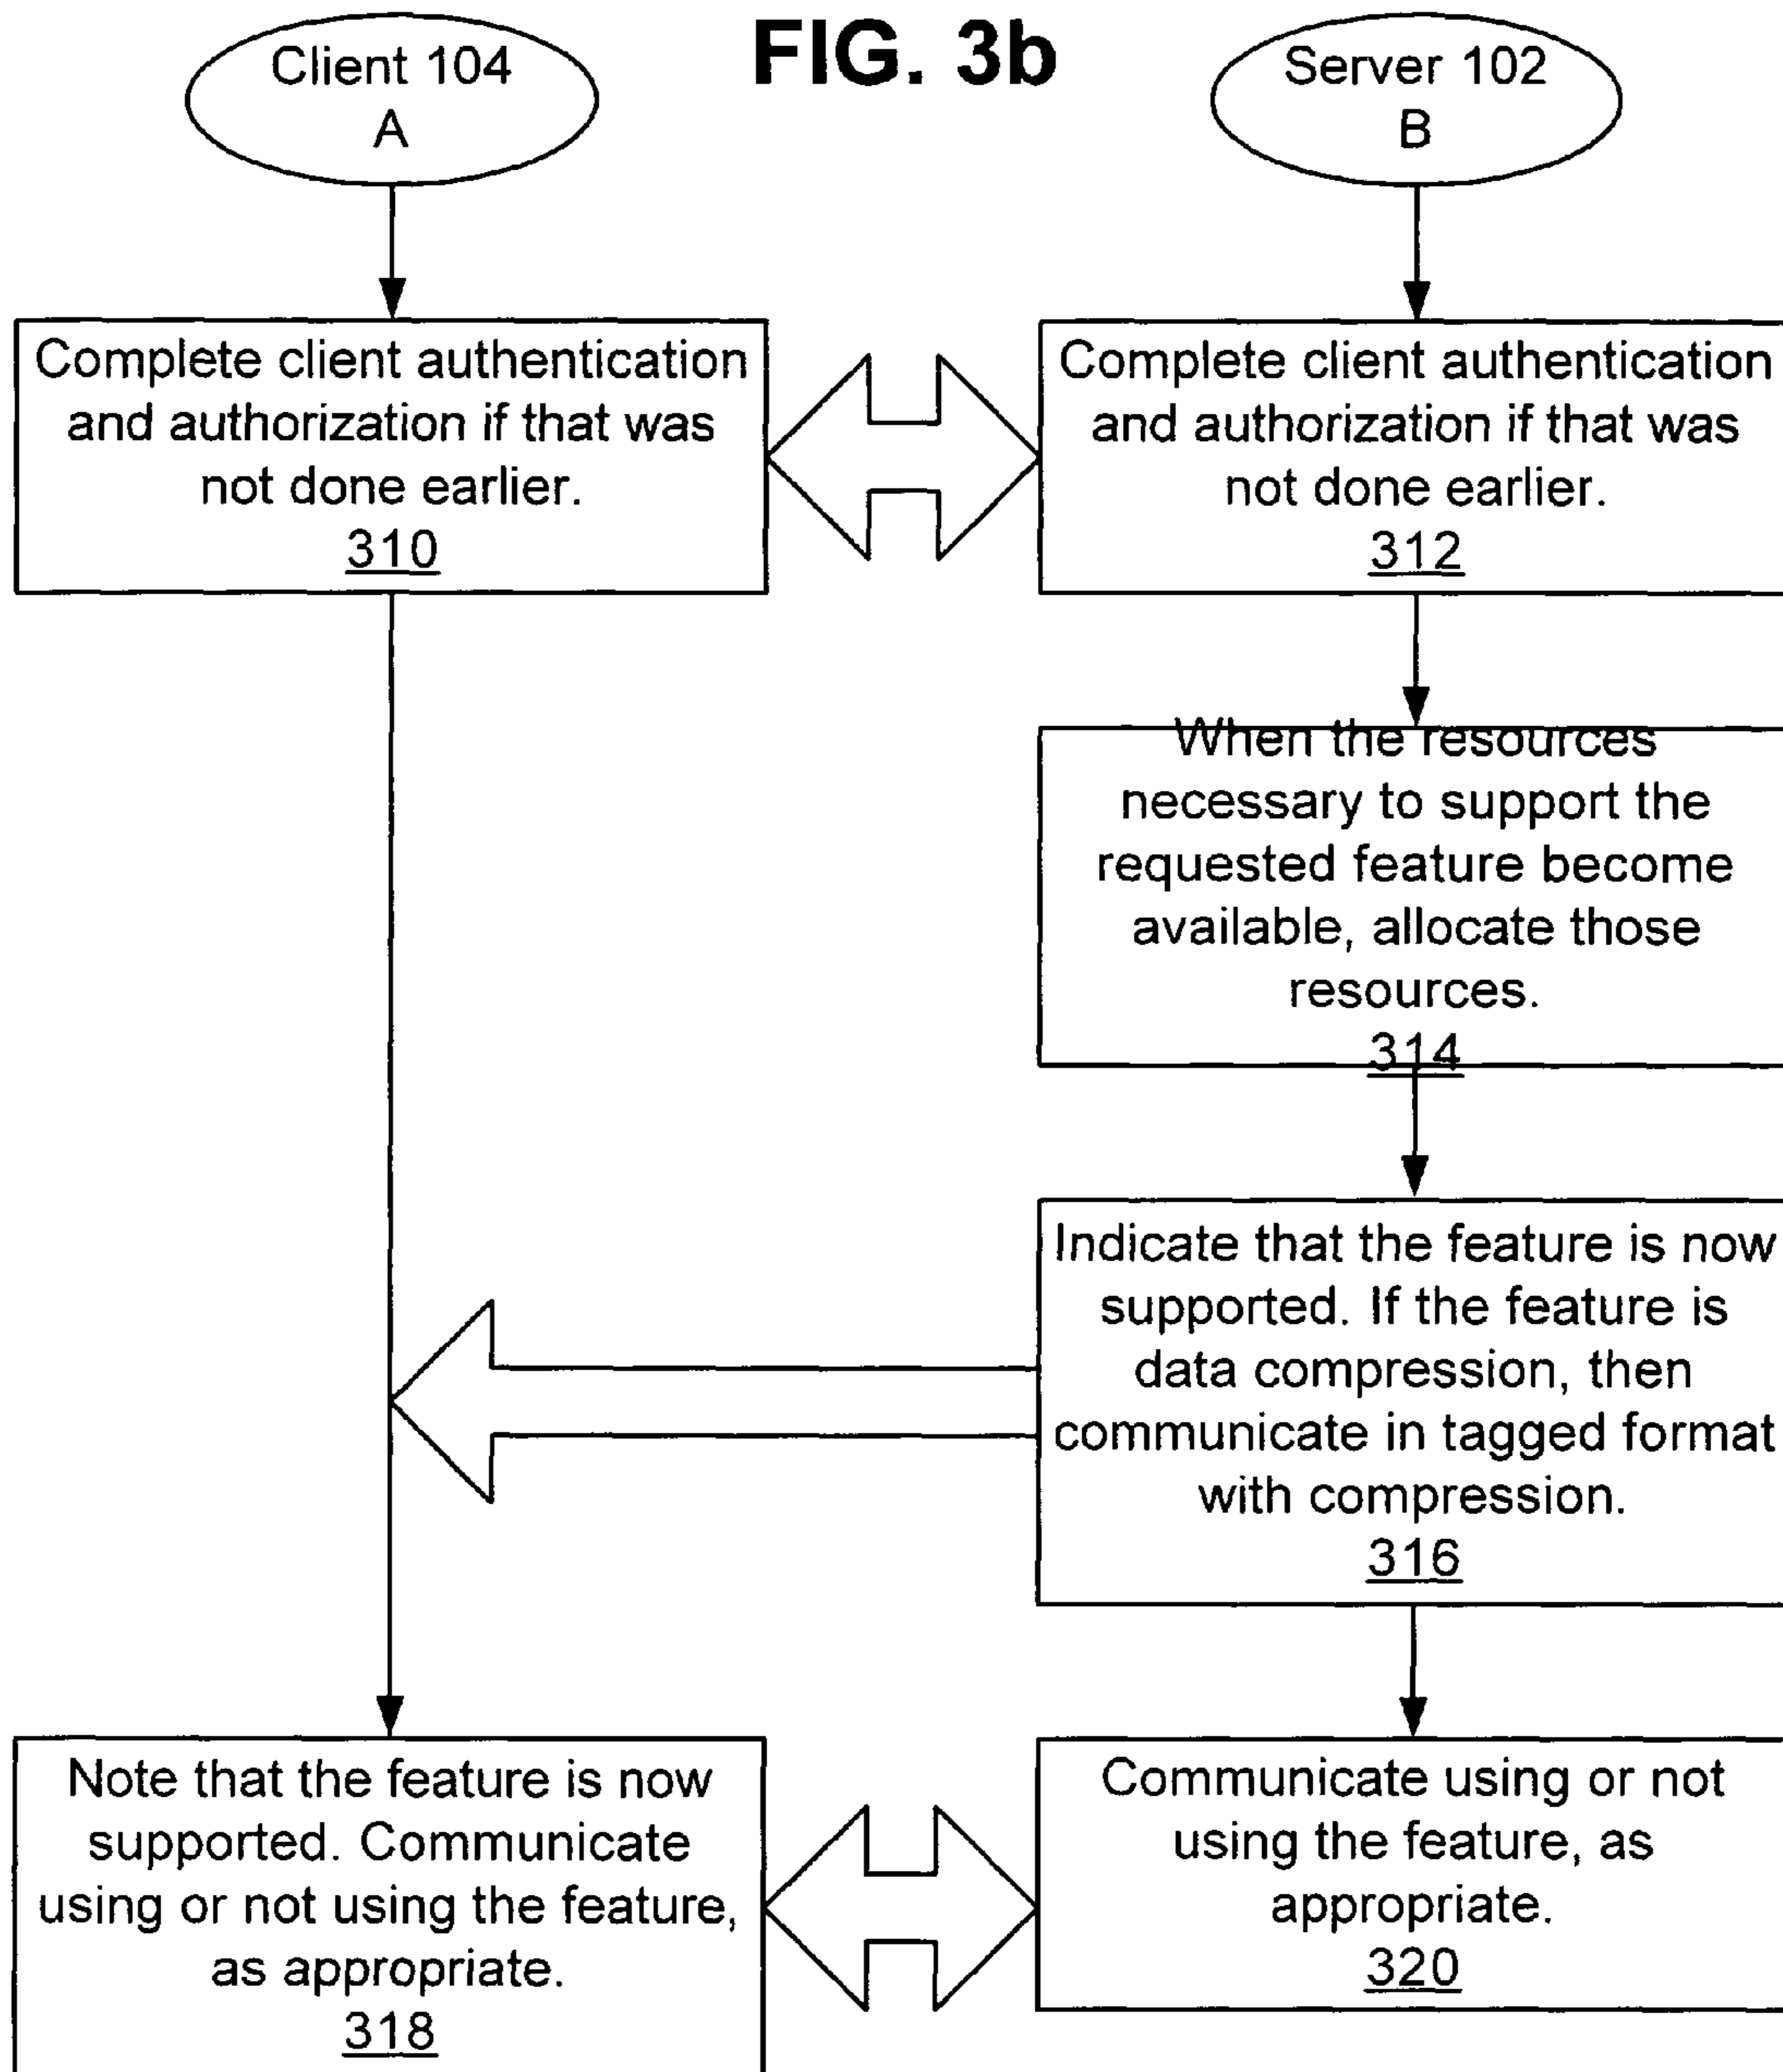 FIG. 3b
Client 104
A
Server 102
B
Complete client authentication
and authorization if that was
not done earlier.
310
Complete client authentication
and authorization if that was
not done earlier.
312
When the resources
necessary to support the
requested feature become
available, allocate those
resources.
314
Indicate that the feature is now
supported. If the feature is
data compression, then
communicate in tagged format
with compression.
316
Note that the feature is now
supported. Communicate
using or not using the feature,
as appropriate.
318
Communicate using or not
using the feature, as
appropriate.
320